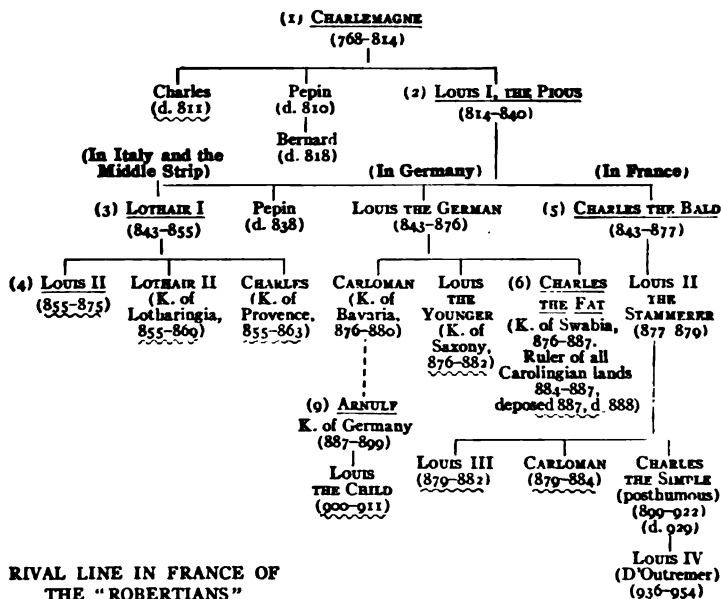 (1) CHARLEMAGNE
(768–814)
Charles
(d. 811)
Pepin
(d. 810)
Bernard
(d. 818)
(2) LOUIS I, THE PIOUS
(814–840)
(In Italy and the
Middle Strip)
(In Germany)
(In France)
(3) LOTHAIR I
(843–855)
Pepin
(d. 838)
LOUIS THE GERMAN
(843–876)
(5) CHARLES THE BALD
(843–877)
(4) LOUIS II
(855–875)
LOTHAIR II
(K. of
Lotharingia,
855–869)
CHARLES
(K. of
Provence,
855–863)
CARLOMAN
(K. of
Bavaria,
876–880)
LOUIS
THE
YOUNGER
(K. of
Saxony,
876–882)
(6) CHARLES
THE FAT
(K. of Swabia,
876–887.
Ruler of all
Carolingian lands
884–887,
deposed 887, d. 888)
LOUIS II
THE
STAMMERER
(877 879)
(9) ARNULF
K. of Germany
(887–899)
LOUIS
THE CHILD
(900–911)
LOUIS III
(879–882)
CARLOMAN
(879–884)
CHARLES
THE SIMPLE
(posthumous)
(899–922)
(d. 929)
LOUIS IV
(D'Outremer)
(936–954)
RIVAL LINE IN FRANCE OF
THE "ROBERTIANS"